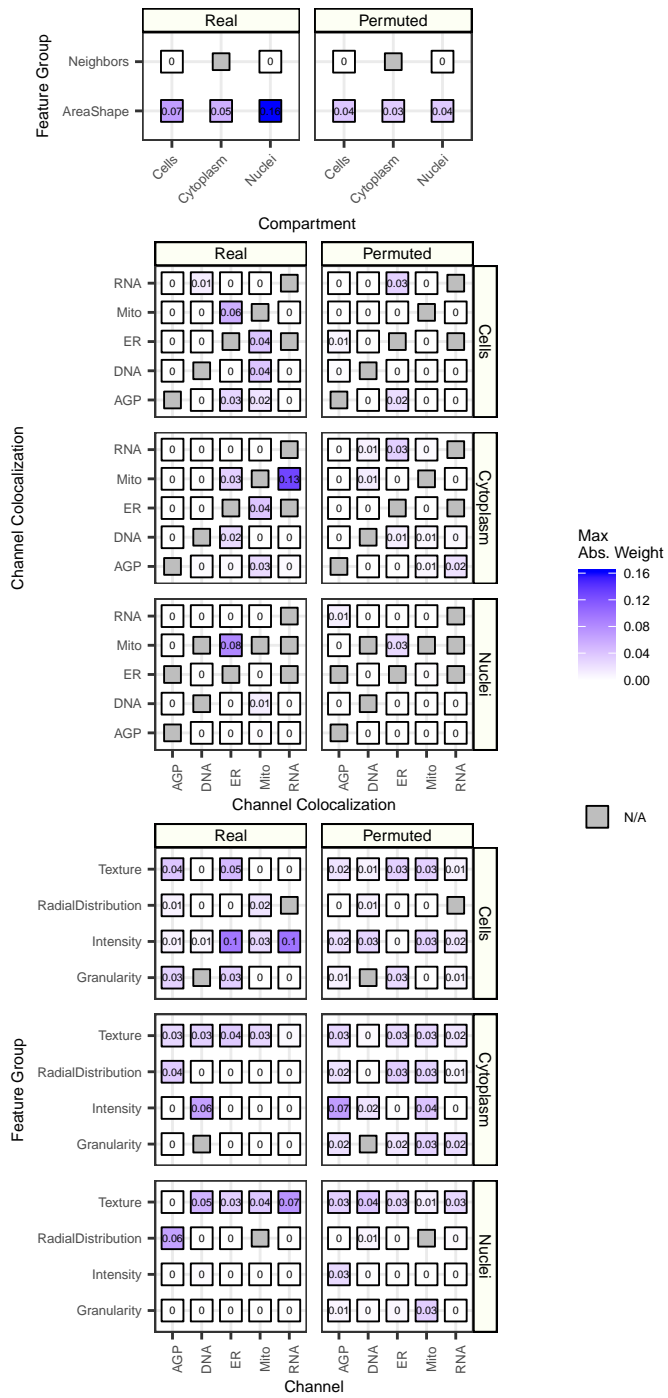 Real Permuted
Feature Group
Neighbors 0 0 0 0
AreaShape 0.07 0.05 0.04 0.03 0.04
Cells Cytoplasm Nuclei Cells Cytoplasm Nuclei
Compartment
Real Permuted
Channel Colocalization
RNA 0 0.01 0 0 0 0 0.03 0
Mito 0 0 0.06 0 0 0 0 0
ER 0 0 0.04 0.01 0 0
DNA 0 0 0.04 0 0 0 0 0
AGP 0 0.03 0.02 0 0 0.02 0 0
Cells
RNA 0 0 0 0 0 0.01 0.03 0
Mito 0 0 0.03 0.13 0 0.01 0 0
ER 0 0 0.04 0 0 0
DNA 0 0.02 0 0 0 0.01 0.01 0
AGP 0 0 0.03 0 0 0 0.01 0.02
Cytoplasm
RNA 0 0 0 0 0.01 0 0 0
Mito 0 0.08 0 0.03
ER 0 0 0 0
DNA 0 0 0.01 0 0 0 0 0
AGP 0 0 0 0 0 0 0 0
Nuclei
AGP DNA ER Mito RNA AGP DNA ER Mito RNA
Channel Colocalization
Max
Abs. Weight
0.16
0.12
0.08
0.04
0.00
N/A
Real Permuted
Feature Group
Texture 0.04 0 0.05 0 0 0.02 0.01 0.03 0.03 0.01
RadialDistribution 0.01 0 0 0.02 0 0.01 0 0
Intensity 0.01 0.01 0.1 0.03 0.1 0.02 0.03 0 0.03 0.02
Granularity 0.03 0.03 0 0 0.01 0.03 0 0.01
Cells
Texture 0.03 0.03 0.04 0.03 0 0.03 0 0.03 0.03 0.02
RadialDistribution 0.04 0 0 0 0 0.02 0 0.03 0.03 0.01
Intensity 0 0.06 0 0 0 0.07 0.02 0 0.04 0
Granularity 0 0 0 0 0.02 0.02 0.03 0.02
Cytoplasm
Texture 0 0.05 0.03 0.04 0.07 0.03 0.04 0.03 0.01 0.03
RadialDistribution 0.06 0 0 0 0 0.01 0 0
Intensity 0 0 0 0 0 0.03 0 0 0 0
Granularity 0 0 0 0 0 0.01 0 0 0.03 0
Nuclei
AGP DNA ER Mito RNA AGP DNA ER Mito RNA
Channel